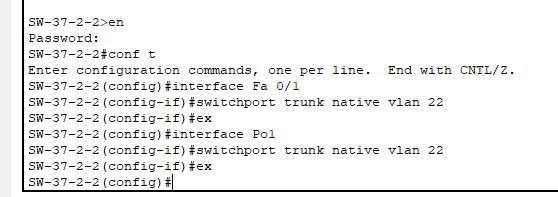 SW-37-2-2>en
Password:
SW-37-2-2#conf t
Enter configuration commands, one per line.  End with CNTL/Z.
SW-37-2-2(config)#interface Fa 0/1
SW-37-2-2(config-if)#switchport trunk native vlan 22
SW-37-2-2(config-if)#ex
SW-37-2-2(config)#interface Po1
SW-37-2-2(config-if)#switchport trunk native vlan 22
SW-37-2-2(config-if)#ex
SW-37-2-2(config)#